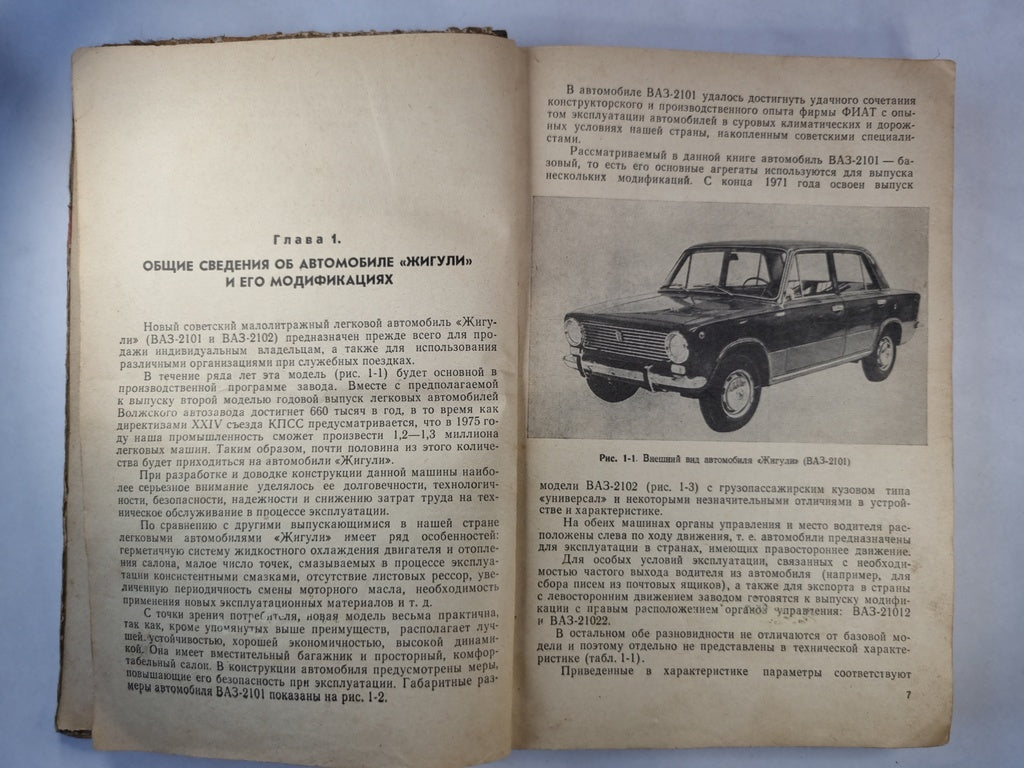 Глава 1.
ОБЩИЕ СВЕДЕНИЯ ОБ АВТОМОБИЛЕ «ЖИГУЛИ»
И ЕГО МОДИФИКАЦИЯХ
Новый советский малолитражный легковой автомобиль «Жигу-
ли» (ВАЗ-2101 и ВАЗ-2102) предназначен прежде всего для про-
дажи индивидуальным владельцам, а также для использования
различными организациями при служебных поездках.
В течение ряда лет эта модель (рис. 1-1) будет основной в
производственной программе завода. Вместе с предполагаемой
к выпуску второй моделью годовой выпуск легковых автомобилей
Волжского автозавода достигнет 660 тысяч в год, в то время как
директивами XXIV съезда КПСС предусматривается, что в 1975 го-
ду наша промышленность сможет произвести 1,2—1,3 миллиона
легковых машин. Таким образом, почти половина из этого количе-
ства будет приходиться на автомобили «Жигули».
При разработке и доводке конструкции данной машины наибо-
лее серьезное внимание уделялось ее долговечности, технологич-
ности, безопасности, надежности и снижению затрат труда на тех-
ническое обслуживание в процессе эксплуатации.
По сравнению с другими выпускающимися в нашей стране
легковыми автомобилями «Жигули» имеет ряд особенностей:
герметичную систему жидкостного охлаждения двигателя и отопле-
ния салона, малое число точек, смазываемых в процессе эксплуа-
тации консистентными смазками, отсутствие листовых рессор, уве-
личенную периодичность смены моторного масла, необходимость
применения новых эксплуатационных материалов и т. д.
С точки зрения потребителя, новая модель весьма практична,
так как, кроме упомянутых выше преимуществ, располагает луч-
шей устойчивостью, хорошей экономичностью, высокой динами-
кой. Она имеет вместительный багажник и просторный, комфор-
табельный салон. В конструкции автомобиля предусмотрены меры,
повышающие его безопасность при эксплуатации. Габаритные раз-
меры автомобиля ВАЗ-2101 показаны на рис. 1-2.
В автомобиле ВАЗ-2101 удалось достигнуть удачного сочетания
конструкторского и производственного опыта фирмы ФИАТ с опы-
том эксплуатации автомобилей в суровых климатических и дорож-
ных условиях нашей страны, накопленным советскими специали-
стами.
Рассматриваемый в данной книге автомобиль ВАЗ-2101 — ба-
зовый, то есть его основные агрегаты используются для выпуска
нескольких модификаций. С конца 1971 года освоен выпуск
Рис. 1-1. Внешний вид автомобиля «Жигули» (ВАЗ-2101)
модели ВАЗ-2102 (рис. 1-3) с грузопассажирским кузовом типа
«универсал» и некоторыми незначительными отличиями в устрой-
стве и характеристике.
На обеих машинах органы управления и место водителя рас-
положены слева по ходу движения, т. е. автомобили предназначены
для эксплуатации в странах, имеющих правостороннее движение.
Для особых условий эксплуатации, связанных с необходи-
мостью частого выхода водителя из автомобиля (например, для
сбора писем из почтовых ящиков), а также для экспорта в страны
с левосторонним движением заводом готовятся к выпуску модифи-
кации с правым расположением органов управления: ВАЗ-21012
и ВАЗ-21022.
В остальном обе разновидности не отличаются от базовой мо-
дели и поэтому отдельно не представлены в технической характе-
ристике (табл. 1-1).
Приведенные в характеристике параметры соответствуют
7